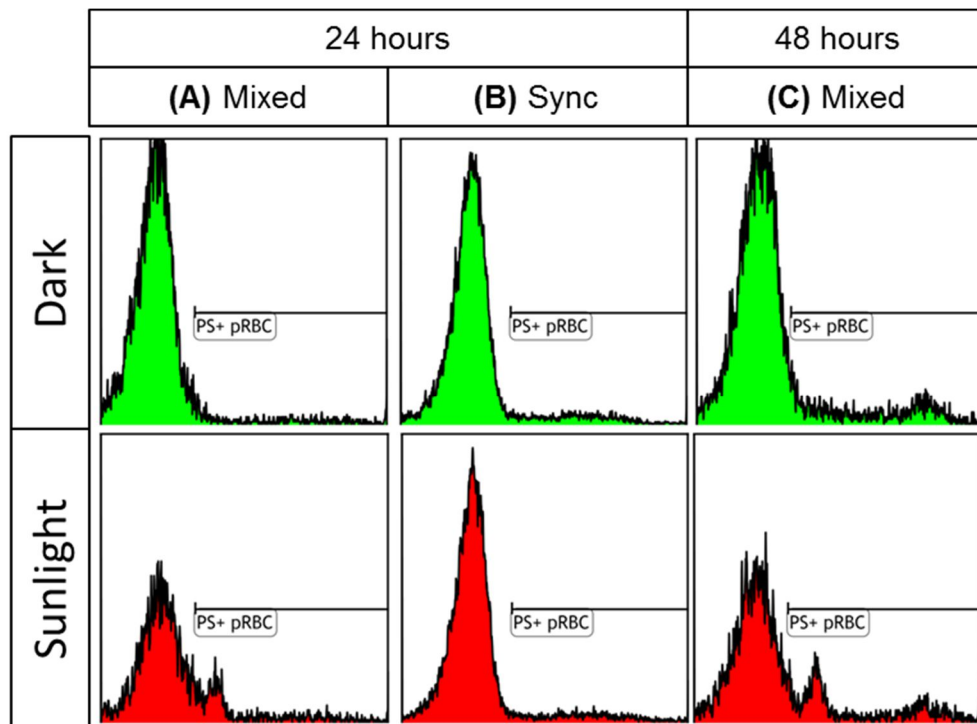 24 hours
48 hours
(A) Mixed
(B) Sync
(C) Mixed
Dark
PS+ pRBC
PS+ pRBC
PS+ pRBC
Sunlight
PS+ pRBC
PS+ pRBC
PS+ pRBC